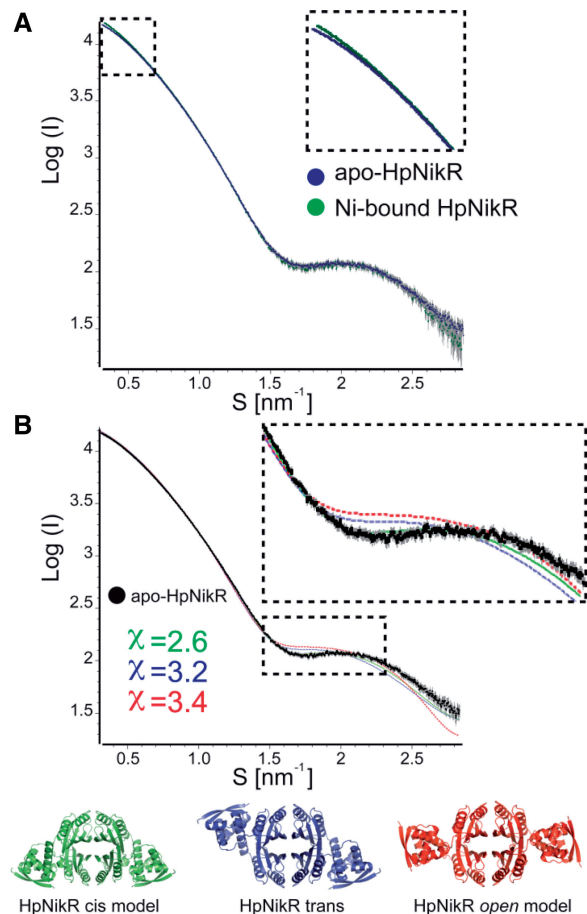 A
Log (I)
4
3.5
3
2.5
2
1.5
0.5
1.0
1.5
2
2.5
S [nm⁻¹]
apo-HpNikR
Ni-bound HpNikR
B
Log (I)
4
3.5
3
2.5
2
1.5
apo-HpNikR
χ=2.6
χ=3.2
χ=3.4
0.5
1.0
1.5
2
2.5
S [nm⁻¹]
HpNikR cis model
HpNikR trans
HpNikR open model